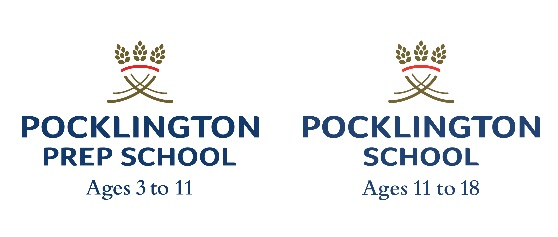 POCKLINGTON
PREP SCHOOL
Ages 3 to 11
POCKLINGTON
SCHOOL
Ages 11 to 18